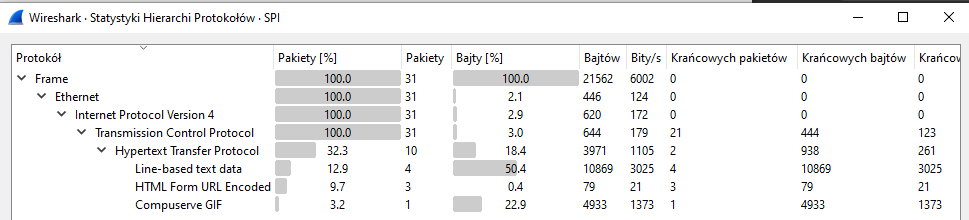 Wireshark · Statystyki Hierarchi Protokołów · SPI
Protokół Pakiety [%] Pakiety Bajty [%] Bajtów Bity/s Krańcowych pakietów Krańcowych bajtów Krańcow
Frame 100.0 31 100.0 21562 6002 0 0 0
Ethernet 100.0 31 2.1 446 124 0 0 0
Internet Protocol Version 4 100.0 31 2.9 620 172 0 0 0
Transmission Control Protocol 100.0 31 3.0 644 179 21 444 123
Hypertext Transfer Protocol 32.3 10 18.4 3971 1105 2 938 261
Line-based text data 12.9 4 50.4 10869 3025 4 10869 3025
HTML Form URL Encoded 9.7 3 0.4 79 21 3 79 21
Compuserve GIF 3.2 1 22.9 4933 1373 1 4933 1373